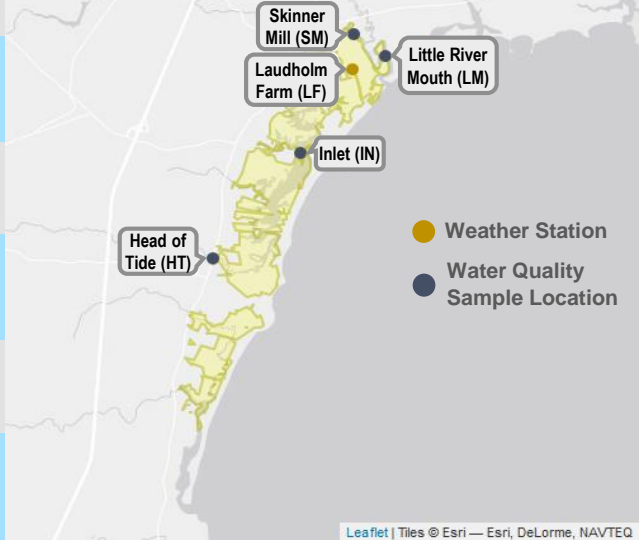 Skinner
Mill (SM)
Laudholm
Farm (LF)
Little River
Mouth (LM)
Inlet (IN)
Head of
Tide (HT)
Weather Station
Water Quality
Sample Location
Leaflet | Tiles © Esri — Esri, DeLorme, NAVTEQ